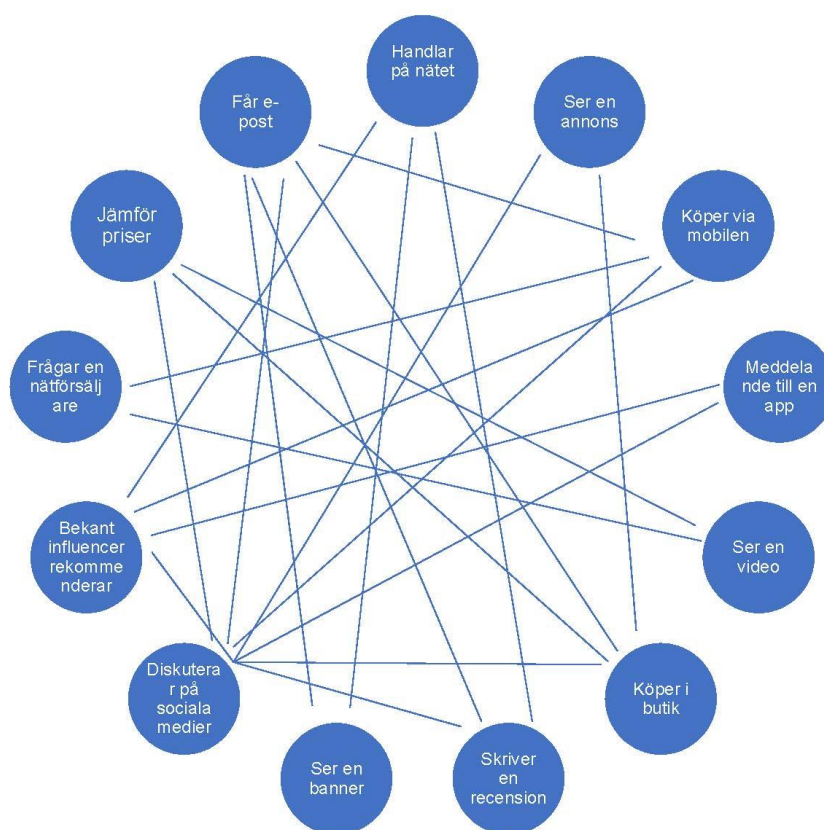 Handlar
på nätet
Ser en
annons
Köper via
mobilen
Meddela
nde till en
app
Ser en
video
Köper i
butik
Skriver
en
recension
Ser en
banner
Diskutera
r på
sociala
medier
Bekant
influencer
rekomme
nderar
Frågar en
nätförsälj
are
Jämför
priser
Får e-
post